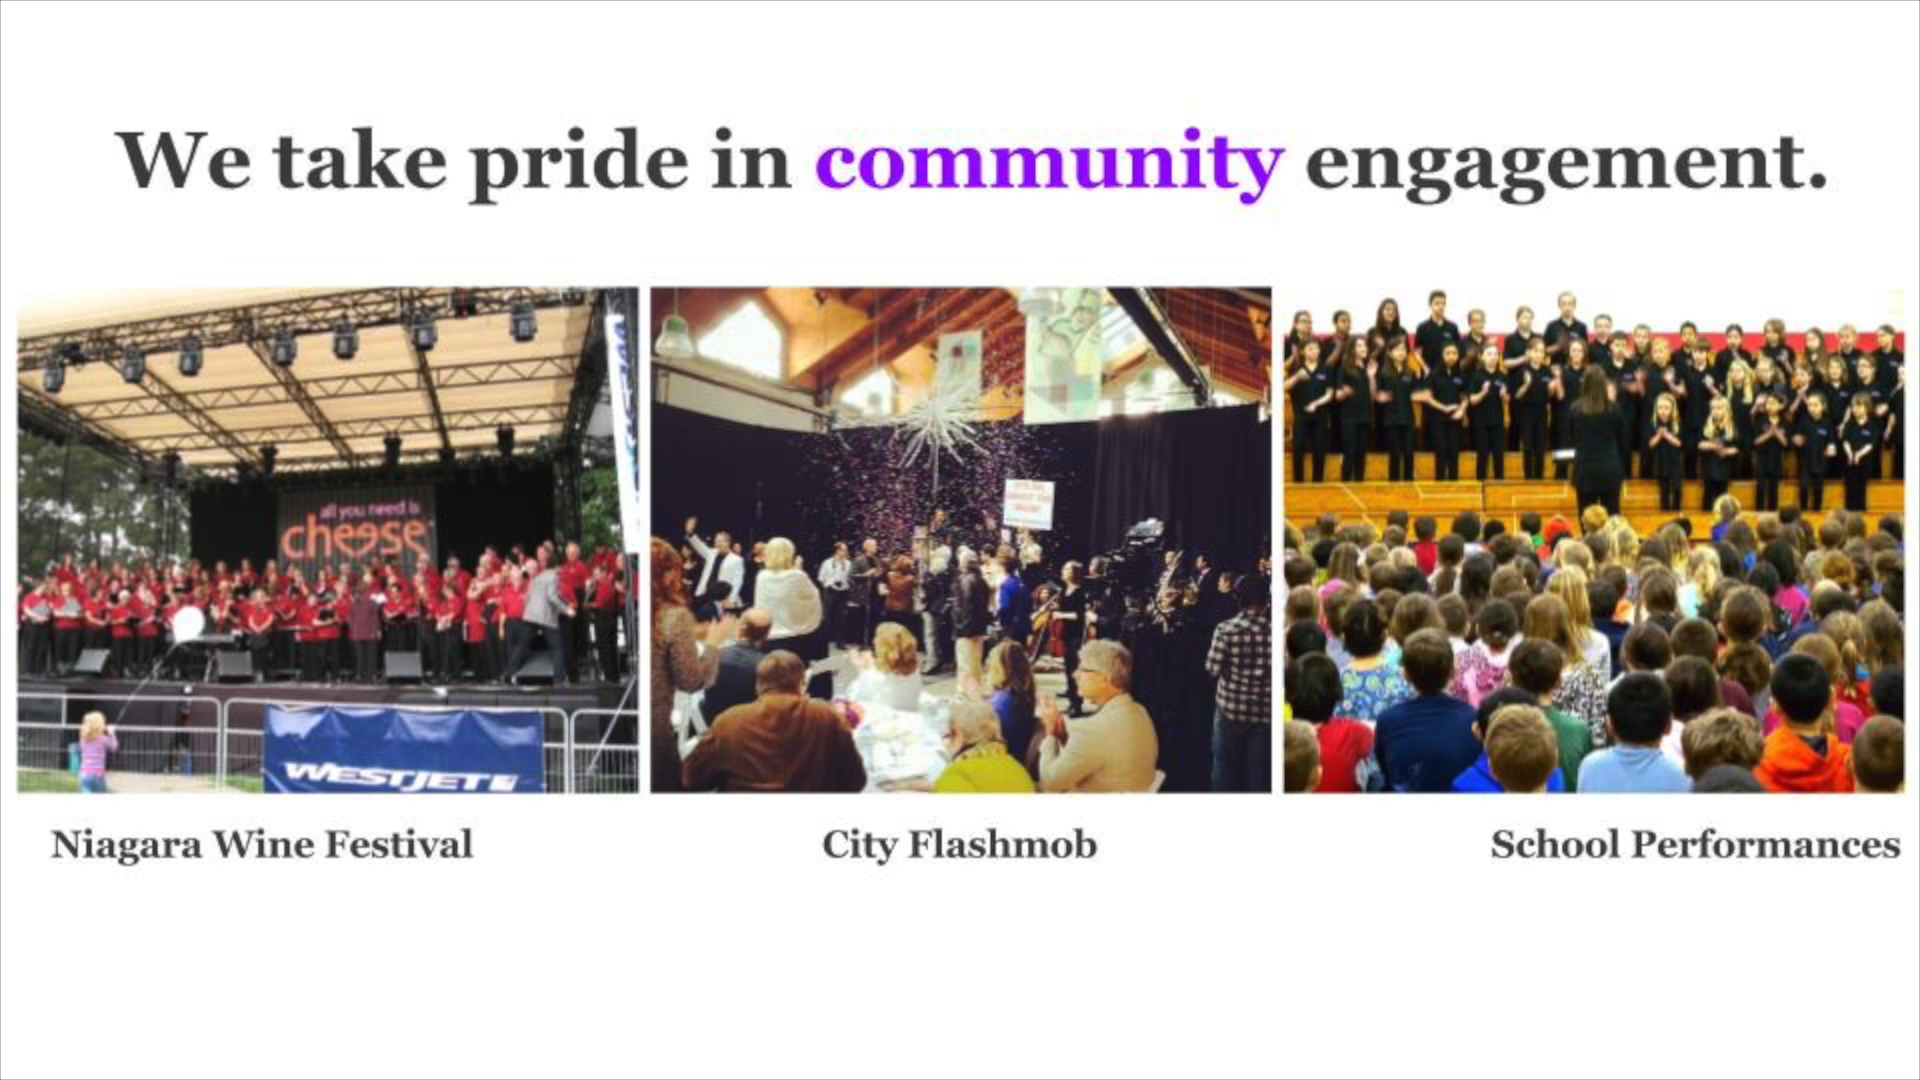 We take pride in community engagement.
all you need is
cheese
WESTJET
Niagara Wine Festival
City Flashmob
School Performances